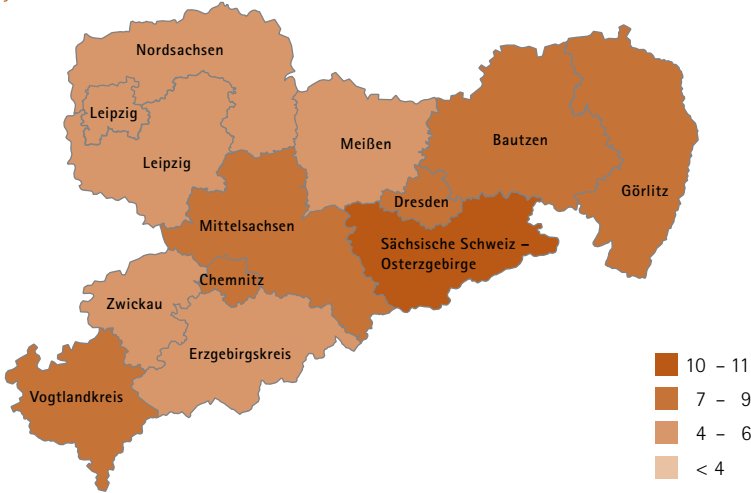 Nordsachsen
Leipzig
Leipzig
Meißen
Bautzen
Görlitz
Dresden
Mittelsachsen
Sächsische Schweiz –
Osterzgebirge
Chemnitz
Zwickau
Erzgebirgskreis
Vogtlandkreis
10 – 11
7 – 9
4 – 6
< 4